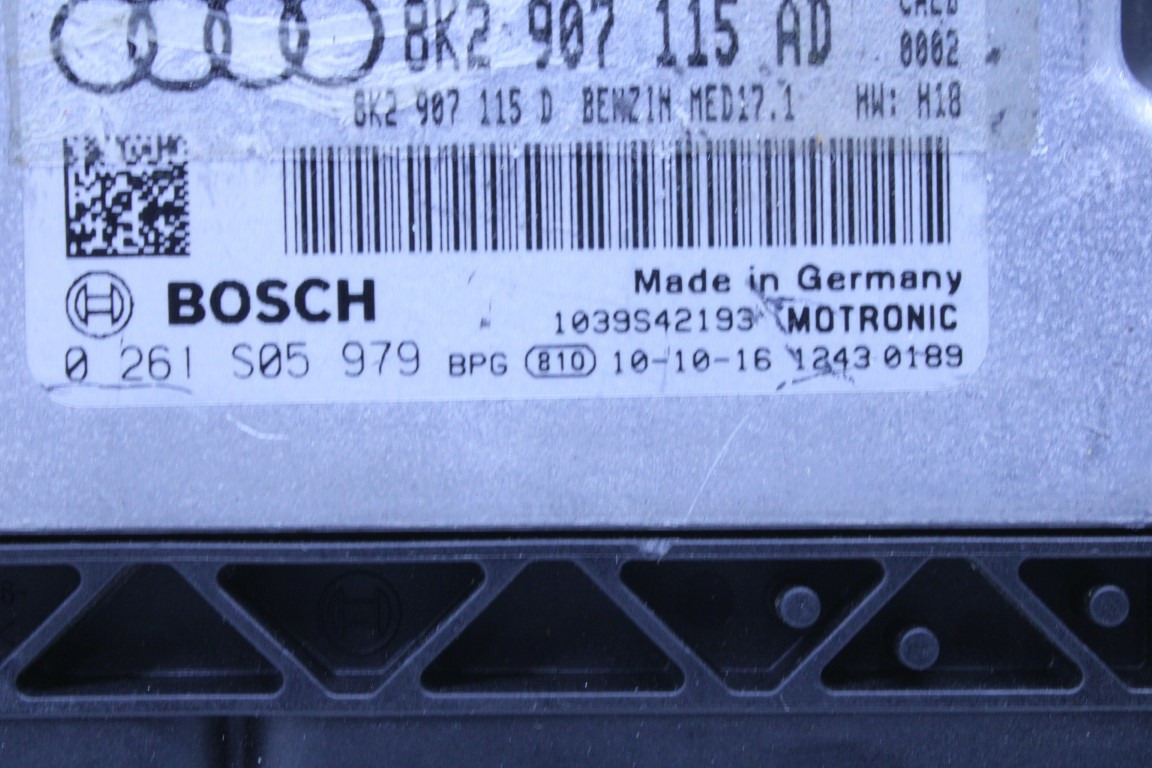 8K2 907 115 AD
0002
8K2 907 115 D BENZIN MED17.1 HW: H18
BOSCH
Made in Germany
1039S42193 MOTRONIC
0 261 S05 979 BPG 810 10-10-16 1243 0189